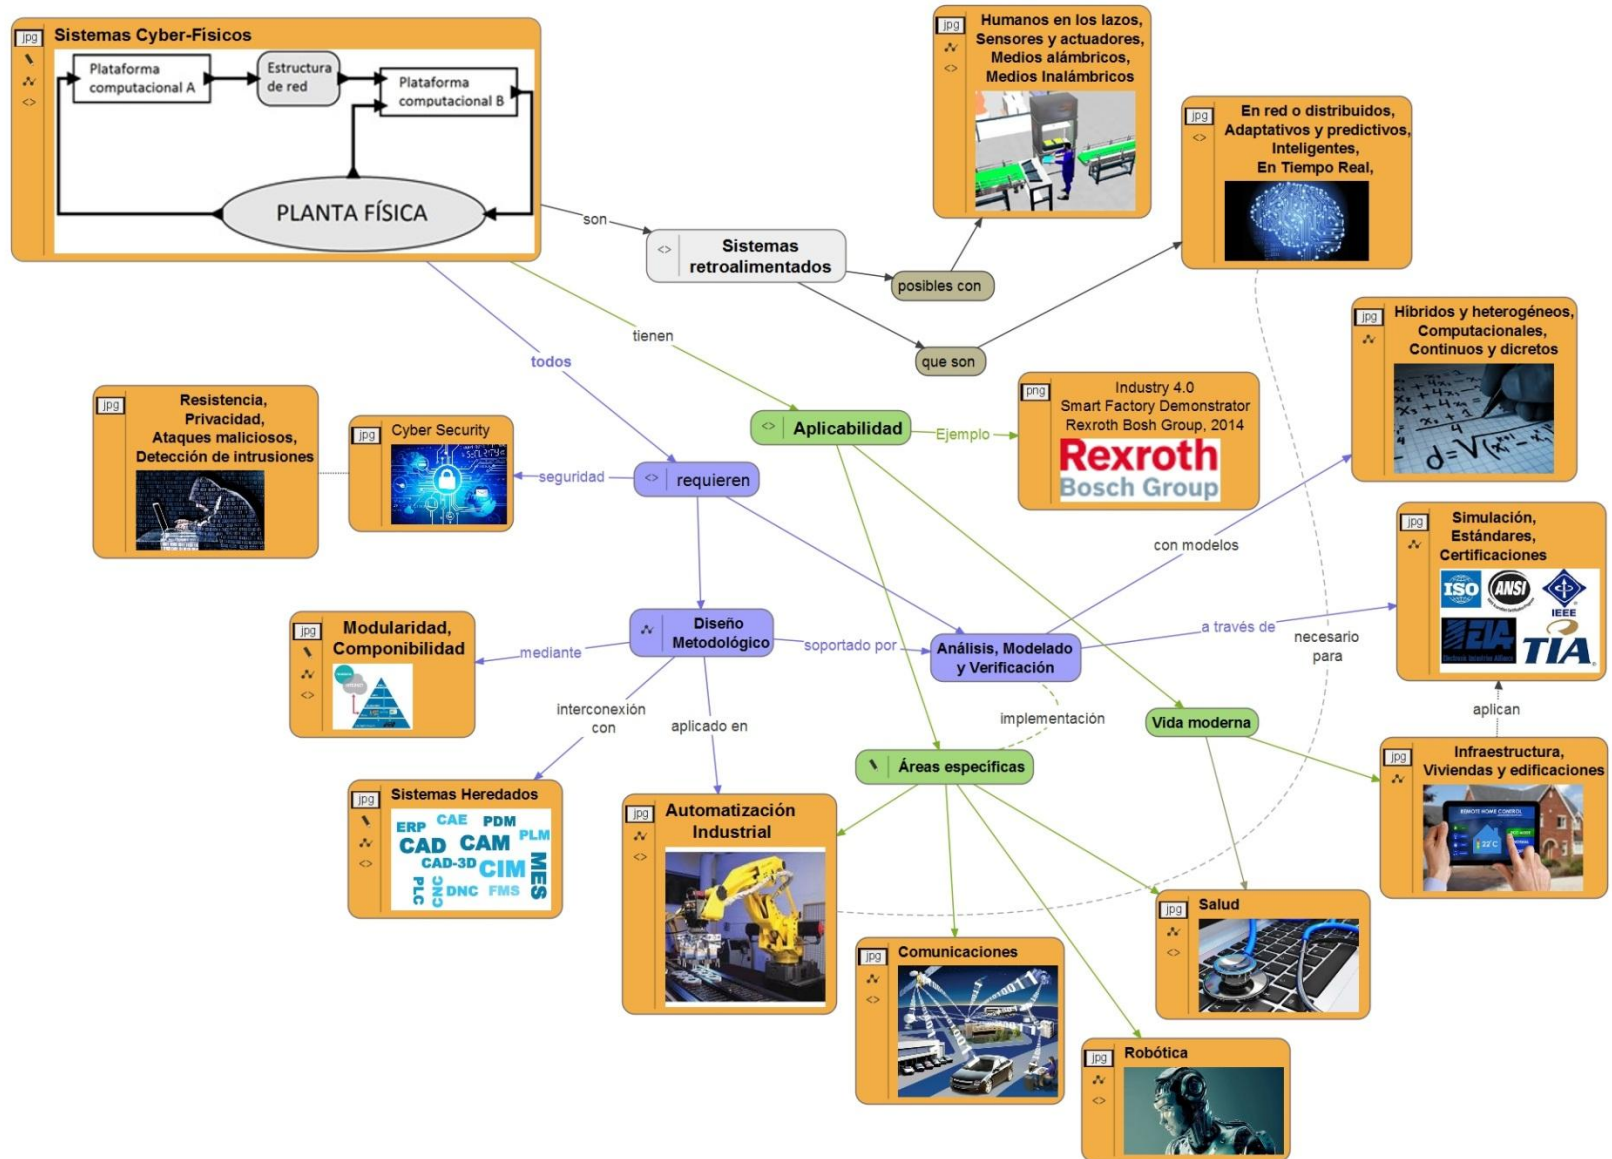 jpg
Sistemas Cyber-Físicos
Plataforma
computacional A
Estructura
de red
Plataforma
computacional B
PLANTA FÍSICA
son
<>
Sistemas
retroalimentados
posibles con
que son
jpg
Humanos en los lazos,
Sensores y actuadores,
Medios alámbricos,
Medios Inalámbricos
jpg
En red o distribuidos,
Adaptativos y predictivos,
Inteligentes,
En Tiempo Real,
jpg
Híbridos y heterogéneos,
Computacionales,
Continuos y dicretos
tienen
todos
jpg
Resistencia,
Privacidad,
Ataques maliciosos,
Detección de intrusiones
jpg
Cyber Security
seguridad
<>
requieren
<>
Aplicabilidad
Ejemplo
png
Industry 4.0
Smart Factory Demonstrator
Rexroth Bosh Group, 2014
Rexroth
Bosch Group
con modelos
jpg
Simulación,
Estándares,
Certificaciones
ISO
ANSI
IEEE
EIA
TIA
jpg
Modularidad,
Componibilidad
mediante
Diseño
Metodológico
soportado por
Análisis, Modelado
y Verificación
a través de
necesario
para
interconexión
con
aplicado en
implementación
Vida moderna
aplican
Áreas específicas
jpg
Infraestructura,
Viviendas y edificaciones
REMOTE HOME CONTROL
22°C
jpg
Sistemas Heredados
ERP
CAE
PDM
CAD
CAM
PLM
CAD-3D
CIM
MES
PLC
CNC
DNC
FMS
jpg
Automatización
Industrial
jpg
Comunicaciones
jpg
Salud
jpg
Robótica